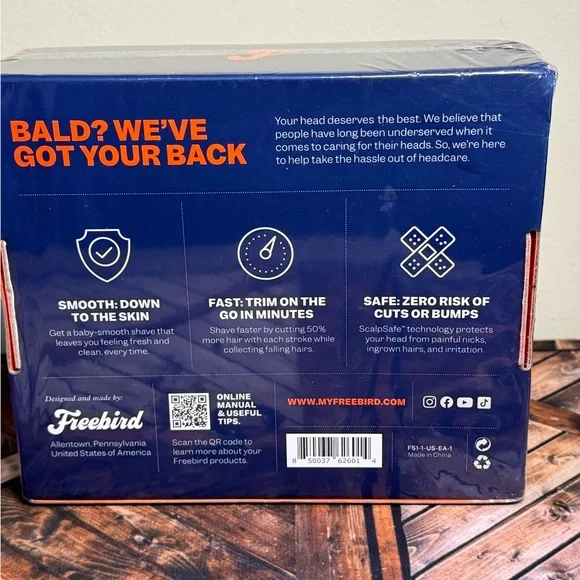 BALD? WE'VE
GOT YOUR BACK
Your head deserves the best. We believe that
people have long been underserved when it
comes to caring for their heads. So, we're here
to help take the hassle out of headcare.
SMOOTH: DOWN
TO THE SKIN
Get a baby-smooth shave that
leaves you feeling fresh and
clean, every time.
FAST: TRIM ON THE
GO IN MINUTES
Shave faster by cutting 50%
more hair with each stroke while
collecting falling hairs.
SAFE: ZERO RISK OF
CUTS OR BUMPS
ScalpSafe™ technology protects
your head from painful nicks,
ingrown hairs, and irritation.
Designed and made by:
Freebird
Allentown, Pennsylvania
United States of America
ONLINE
MANUAL
& USEFUL
TIPS.
Scan the QR code to
learn more about your
Freebird products.
WWW.MYFREEBIRD.COM
8 50037 62601 4
FS1-1-US-EA-1
Made in China